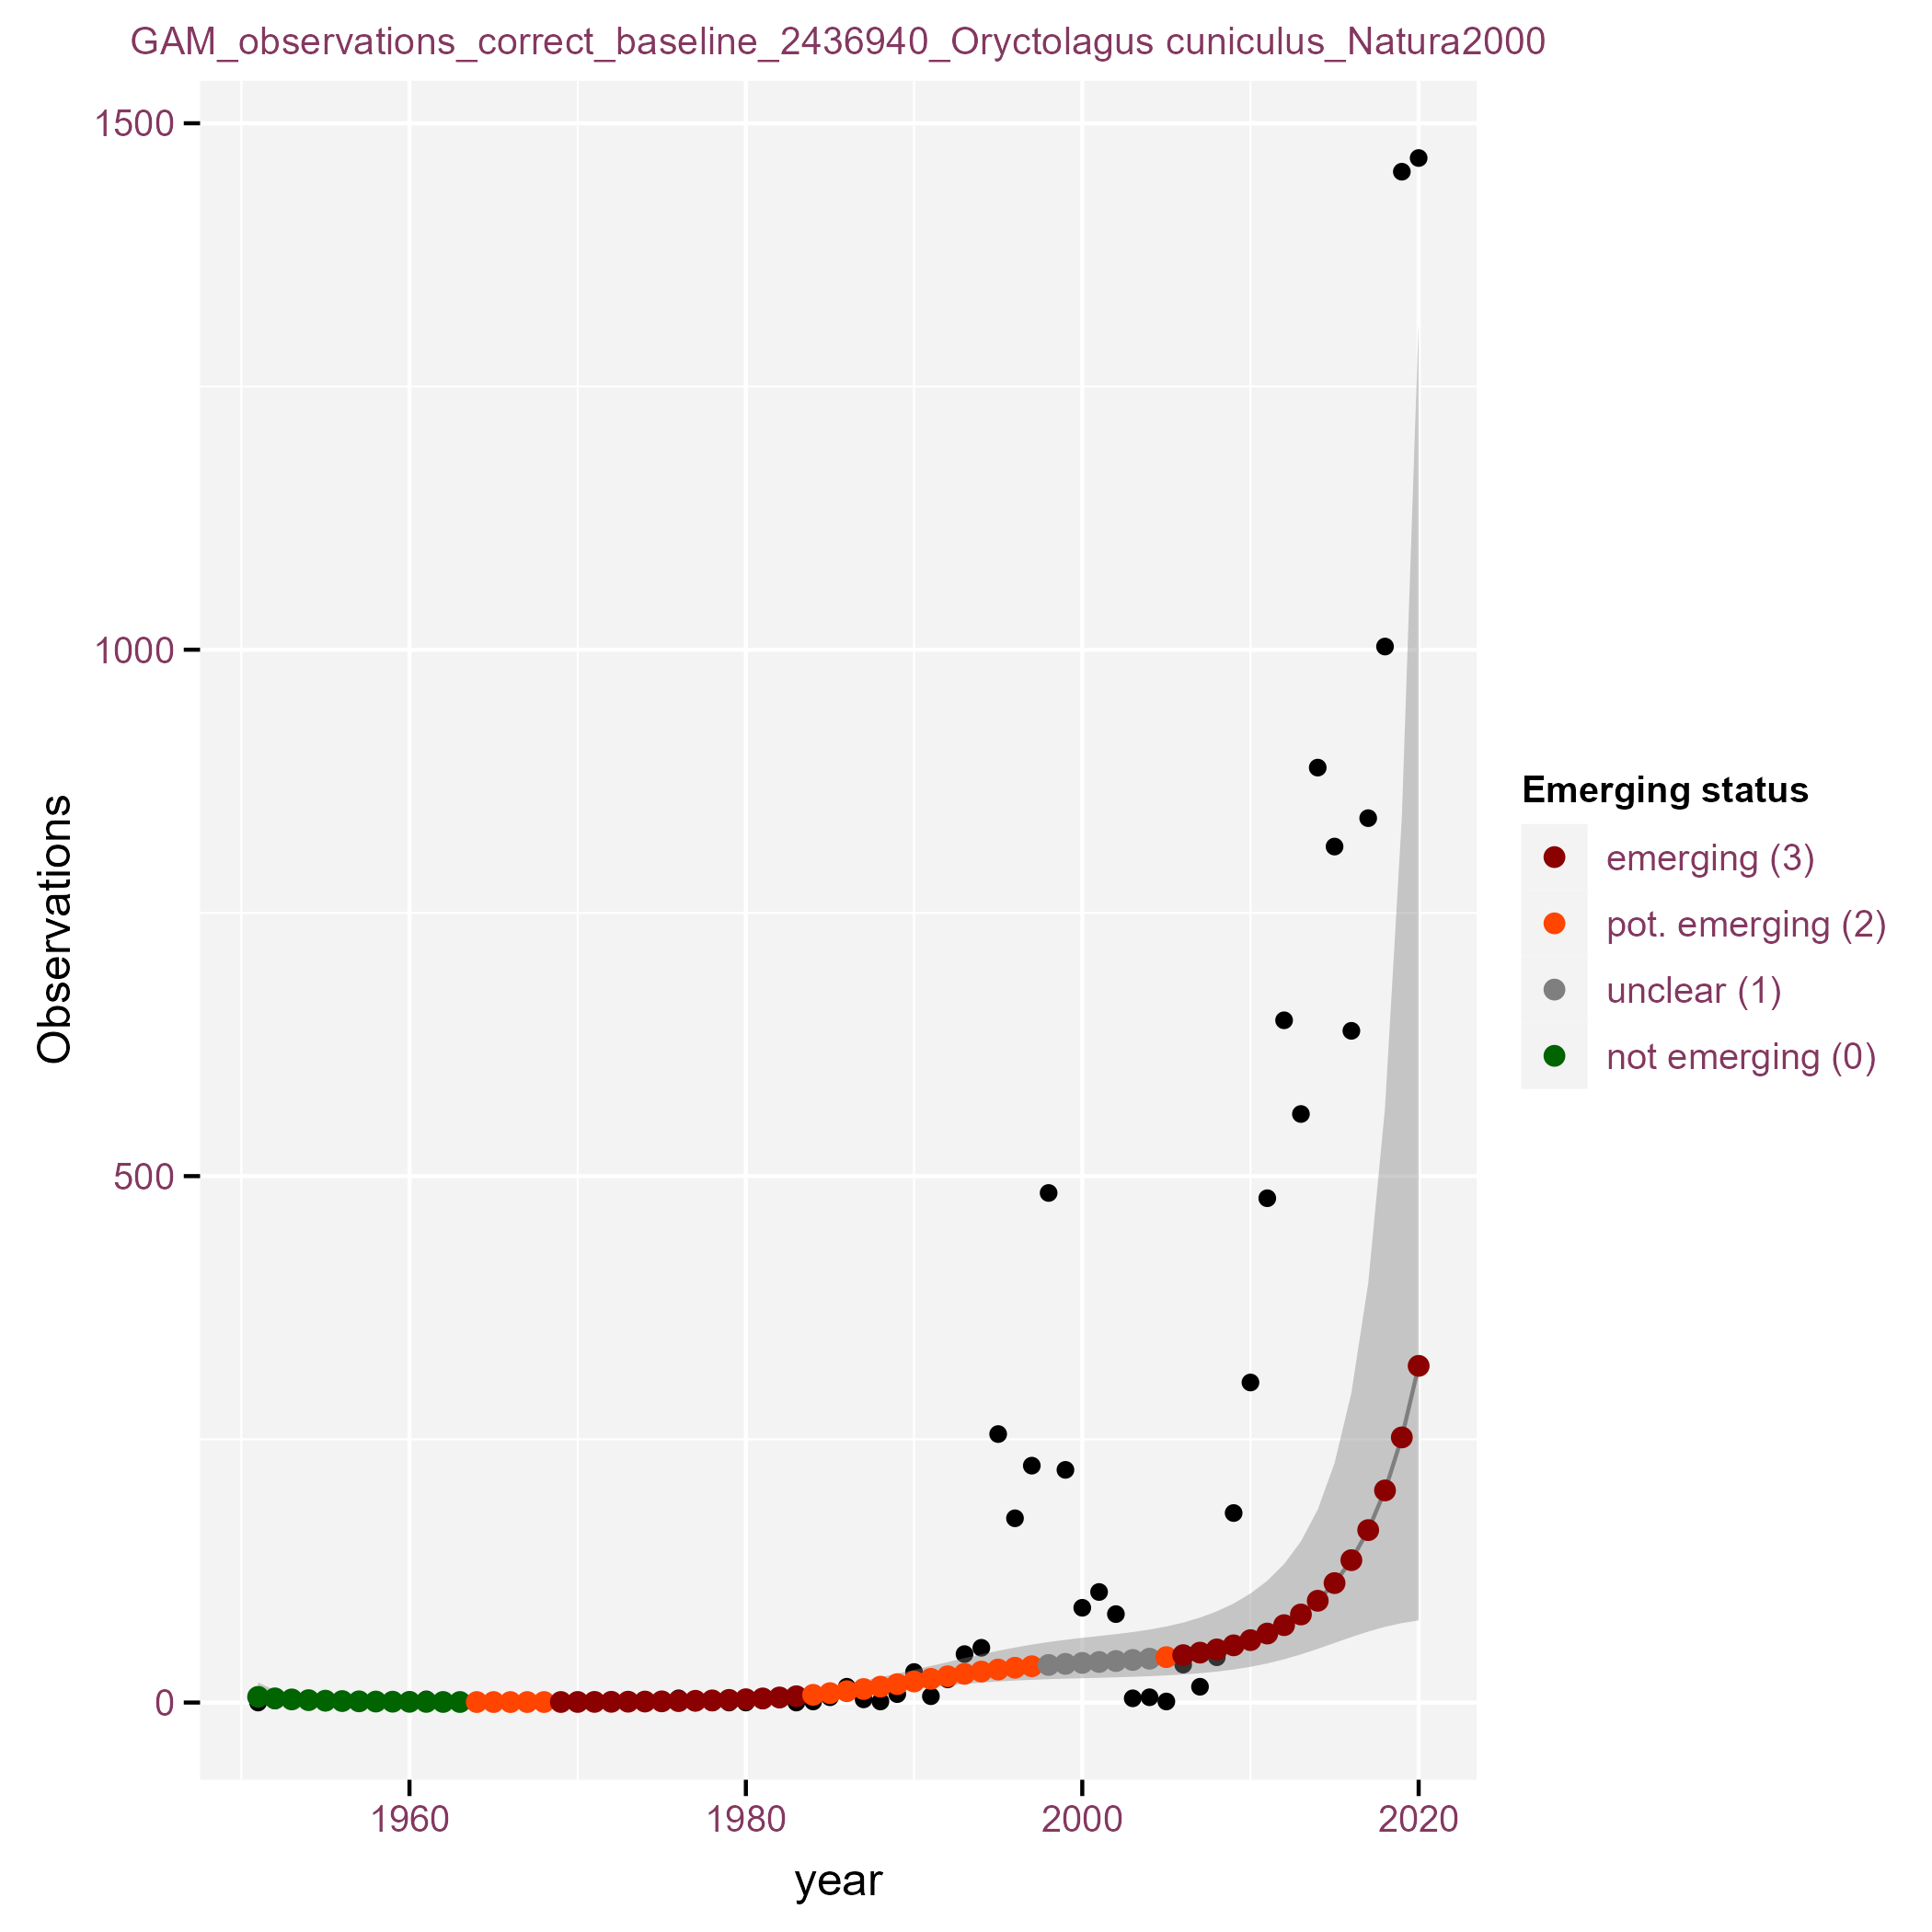 GAM_observations_correct_baseline_2436940_Oryctolagus cuniculus_Natura2000
1500
1000
500
0
Observations
1960
1980
2000
2020
year
Emerging status
emerging (3)
pot. emerging (2)
unclear (1)
not emerging (0)